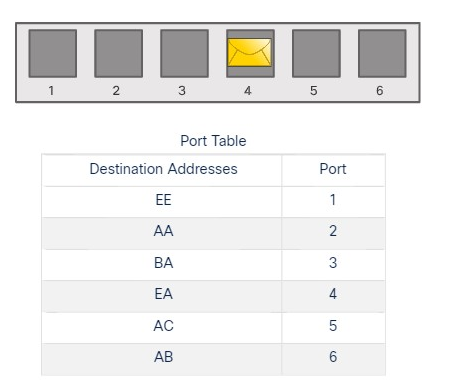 1 2 3 4 5 6
Port Table
Destination Addresses Port
EE 1
AA 2
BA 3
EA 4
AC 5
AB 6